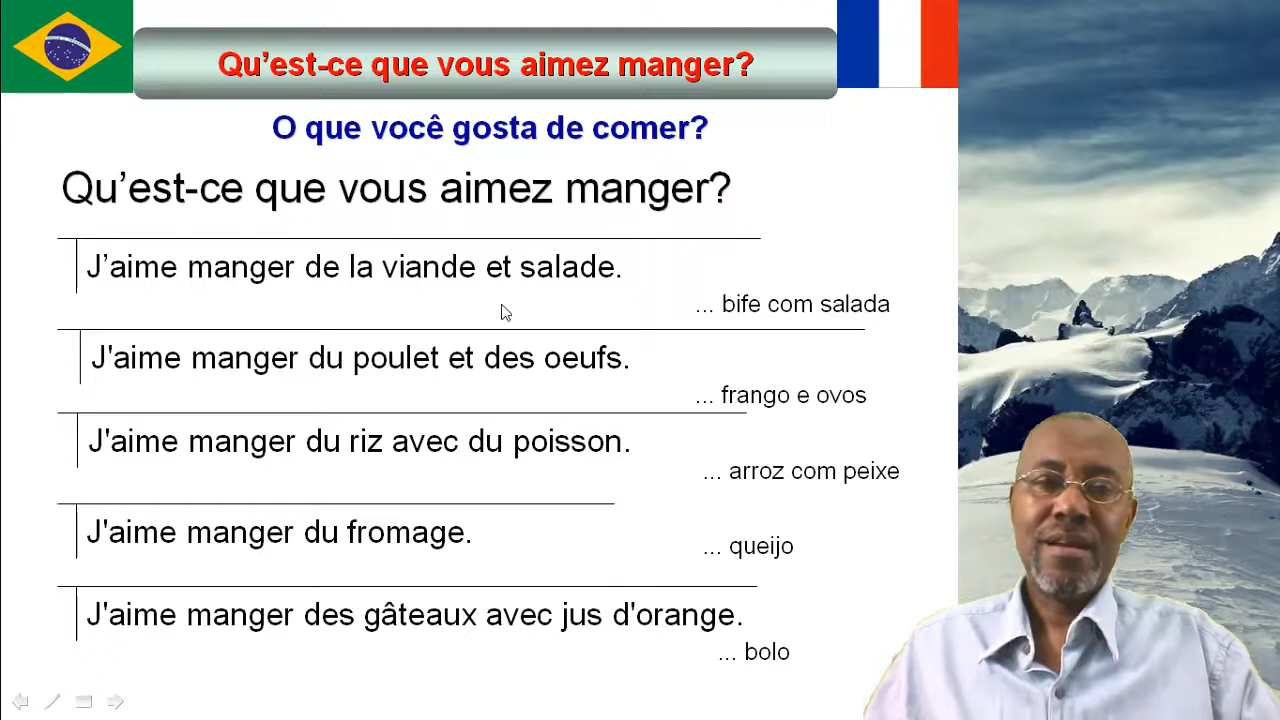 Qu’est-ce que vous aimez manger?
O que você gosta de comer?
Qu’est-ce que vous aimez manger?
J’aime manger de la viande et salade.
... bife com salada
J'aime manger du poulet et des oeufs.
... frango e ovos
J'aime manger du riz avec du poisson.
... arroz com peixe
J'aime manger du fromage.
... queijo
J'aime manger des gâteaux avec jus d'orange.
... bolo